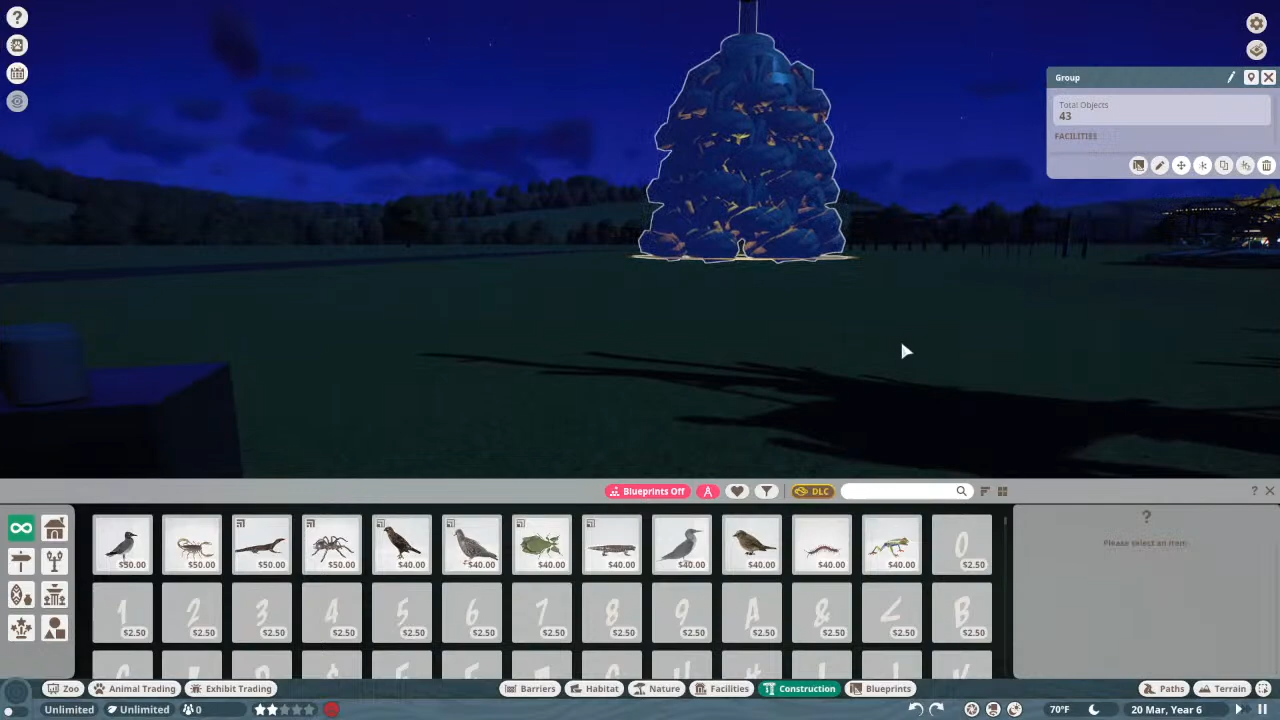 ?
Group
Total Objects
43
FACILITIES
Blueprints Off
DLC
?
$50.00 $50.00 $50.00 $50.00 $40.00 $40.00 $40.00 $40.00 $40.00 $40.00 $40.00 $40.00 0 $2.50
?
Please select an item
1 $2.50 2 $2.50 3 $2.50 4 $2.50 5 $2.50 6 $2.50 7 $2.50 8 $2.50 9 $2.50 A $2.50 & $2.50 < $2.50 B $2.50
Zoo Animal Trading Exhibit Trading Barriers Habitat Nature Facilities Construction Blueprints Paths Terrain
Unlimited Unlimited 0 70°F 20 Mar, Year 6